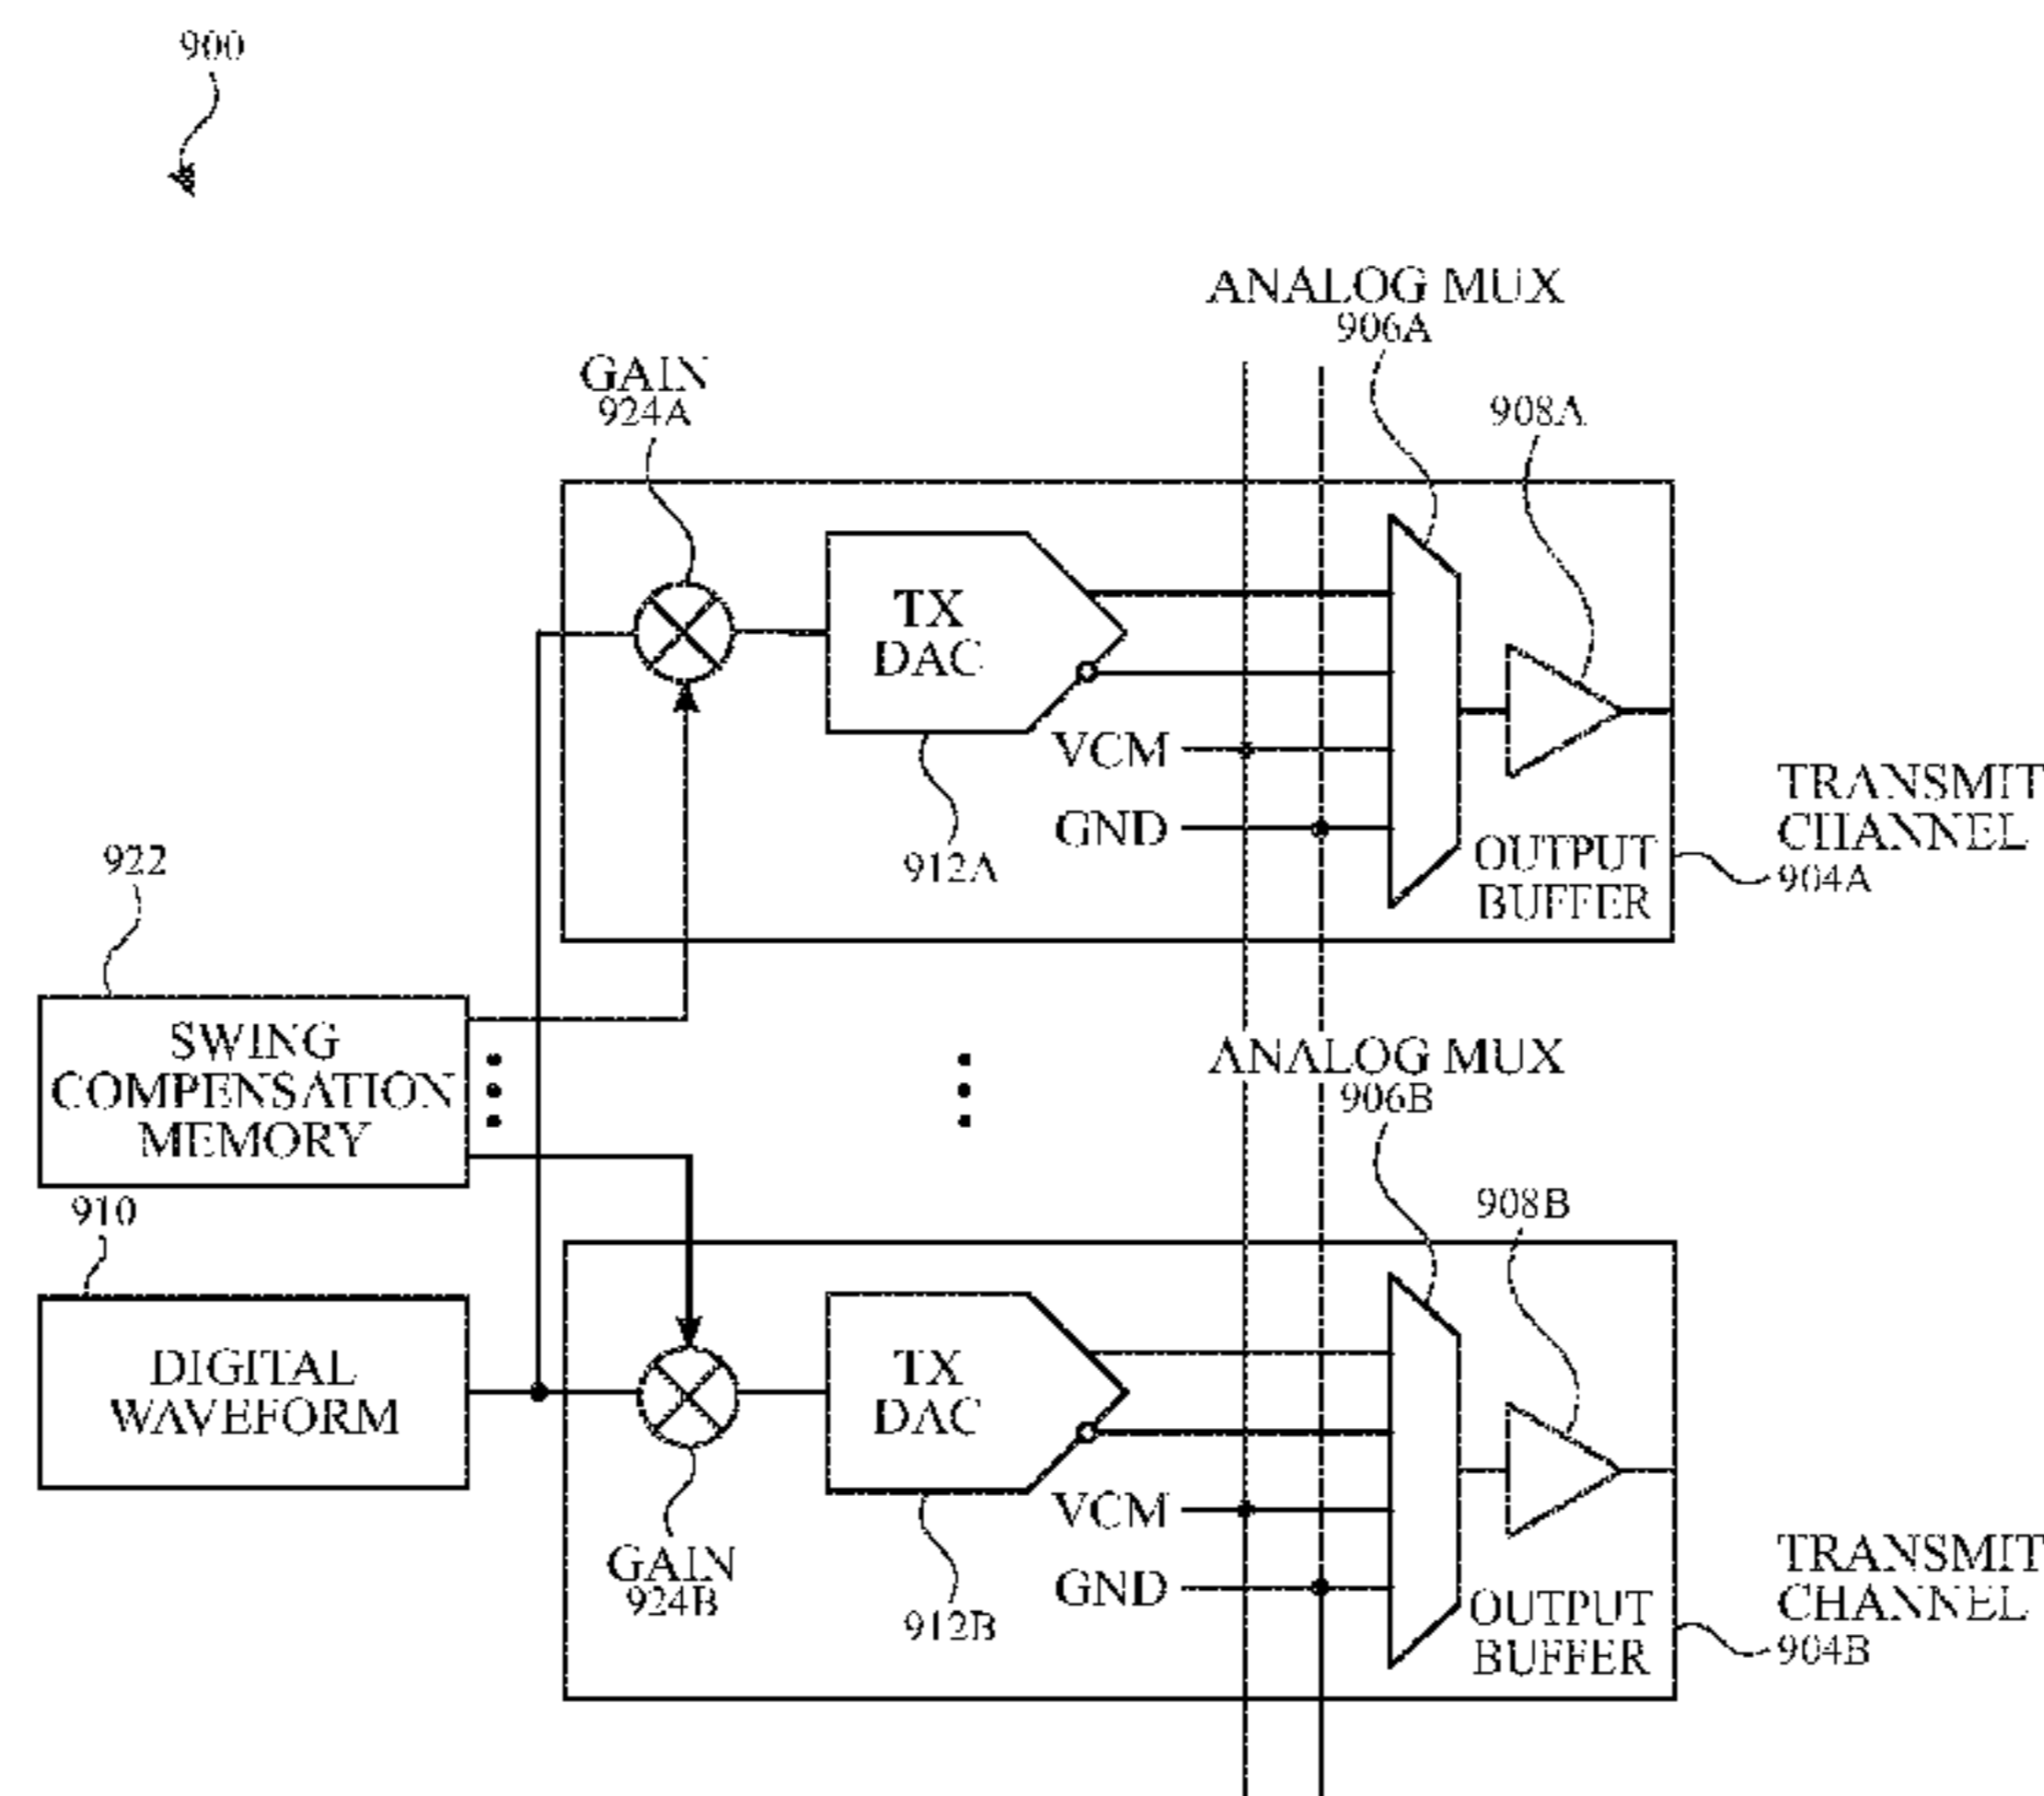 900
ANALOG MUX
906A
GAIN
924A
908A
TX
DAC
VCM
GND
912A
OUTPUT
BUFFER
TRANSMIT
CHANNEL
904A
922
SWING
COMPENSATION
MEMORY
ANALOG MUX
906B
910
908B
DIGITAL
WAVEFORM
TX
DAC
VCM
GND
GAIN
924B
912B
OUTPUT
BUFFER
TRANSMIT
CHANNEL
904B